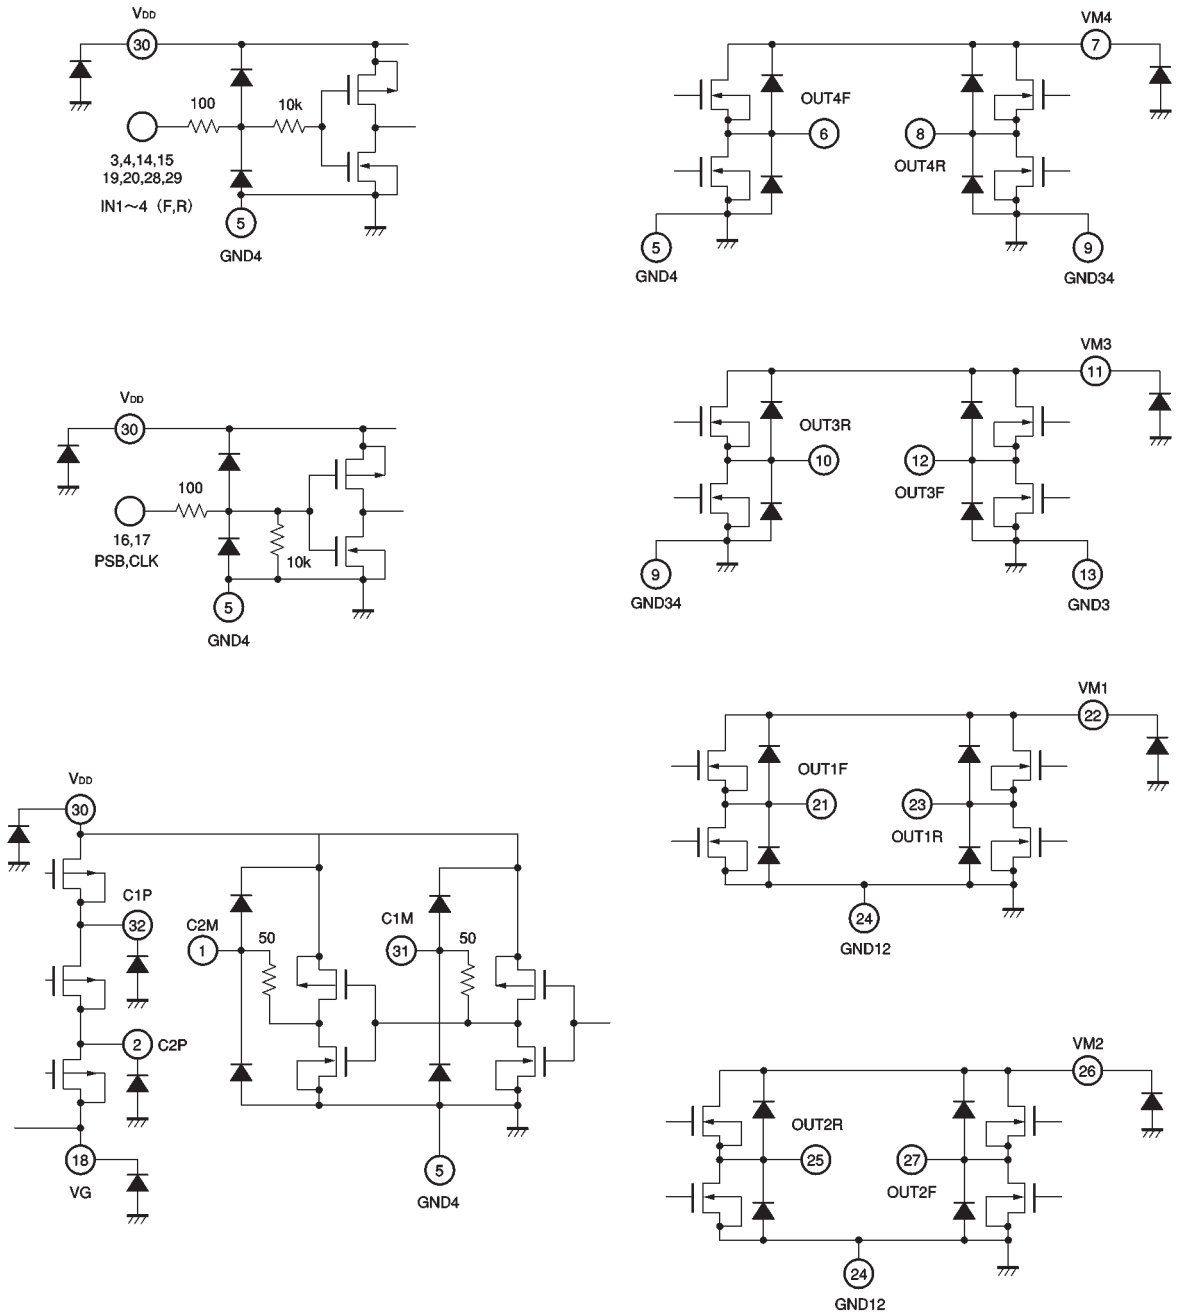 VDD
30
100
10k
3,4,14,15
19,20,28,29
IN1～4 (F,R)
5
GND4
VM4
7
OUT4F
6
8
OUT4R
5
GND4
9
GND34
VDD
30
100
16,17
PSB,CLK
10k
5
GND4
VM3
11
OUT3R
10
12
OUT3F
9
GND34
13
GND3
VDD
30
C1P
32
2
C2P
18
VG
C2M
1
50
C1M
31
50
5
GND4
VM1
22
OUT1F
21
23
OUT1R
24
GND12
VM2
26
OUT2R
25
27
OUT2F
24
GND12